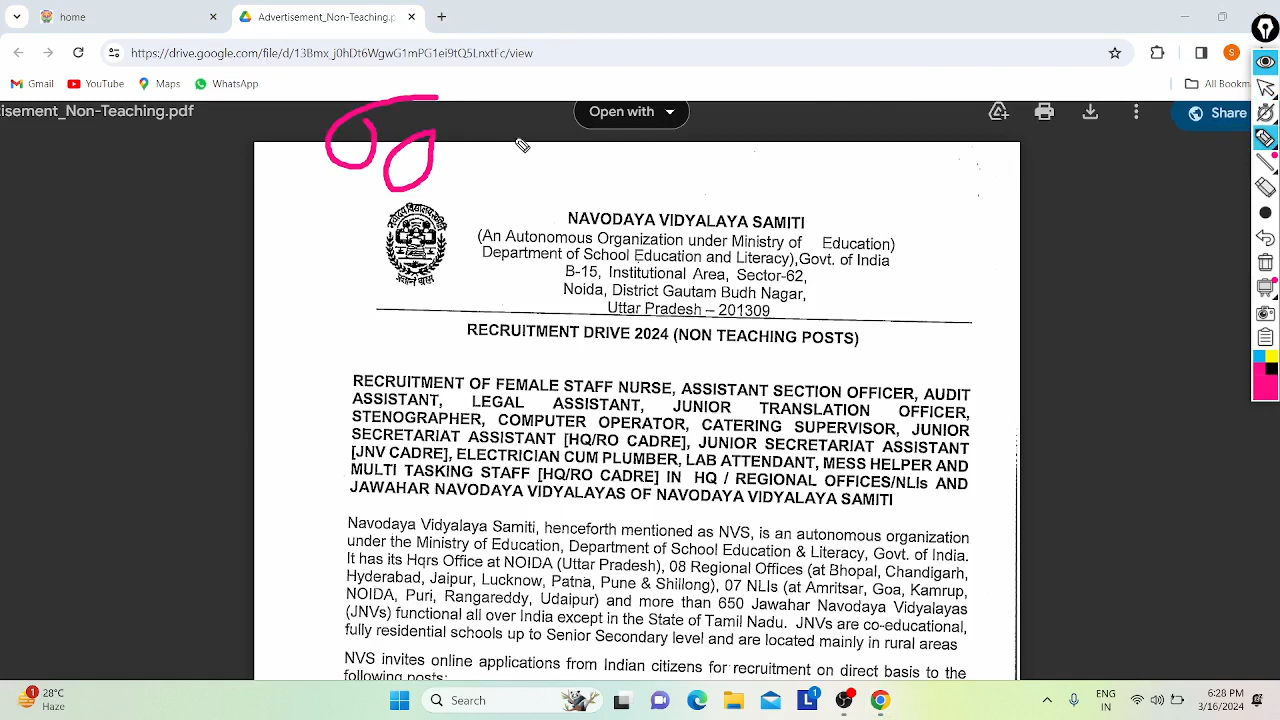 home
Advertisement_Non-Teaching.p
https://drive.google.com/file/d/13Bmx_j0hDt6WgwG1mPG1ei9tQ5LnxtFc/view
S
Gmail
YouTube
Maps
WhatsApp
All Bookm
tisement_Non-Teaching.pdf
Open with
Share
NAVODAYA VIDYALAYA SAMITI
(An Autonomous Organization under Ministry of Education)
Department of School Education and Literacy),Govt. of India
B-15, Institutional Area, Sector-62,
Noida, District Gautam Budh Nagar,
Uttar Pradesh – 201309
RECRUITMENT DRIVE 2024 (NON TEACHING POSTS)
RECRUITMENT OF FEMALE STAFF NURSE, ASSISTANT SECTION OFFICER, AUDIT
ASSISTANT, LEGAL ASSISTANT, JUNIOR TRANSLATION OFFICER,
STENOGRAPHER, COMPUTER OPERATOR, CATERING SUPERVISOR, JUNIOR
SECRETARIAT ASSISTANT [HQ/RO CADRE], JUNIOR SECRETARIAT ASSISTANT
[JNV CADRE], ELECTRICIAN CUM PLUMBER, LAB ATTENDANT, MESS HELPER AND
MULTI TASKING STAFF [HQ/RO CADRE] IN HQ / REGIONAL OFFICES/NLIs AND
JAWAHAR NAVODAYA VIDYALAYAS OF NAVODAYA VIDYALAYA SAMITI
Navodaya Vidyalaya Samiti, henceforth mentioned as NVS, is an autonomous organization
under the Ministry of Education, Department of School Education & Literacy, Govt. of India.
It has its Hqrs Office at NOIDA (Uttar Pradesh), 08 Regional Offices (at Bhopal, Chandigarh,
Hyderabad, Jaipur, Lucknow, Patna, Pune & Shillong), 07 NLIs (at Amritsar, Goa, Kamrup,
NOIDA, Puri, Rangareddy, Udaipur) and more than 650 Jawahar Navodaya Vidyalayas
(JNVs) functional all over India except in the State of Tamil Nadu. JNVs are co-educational,
fully residential schools up to Senior Secondary level and are located mainly in rural areas
NVS invites online applications from Indian citizens for recruitment on direct basis to the
following posts:
1
28°C
Haze
Search
L
1
ENG
IN
6:28 PM
3/16/2024